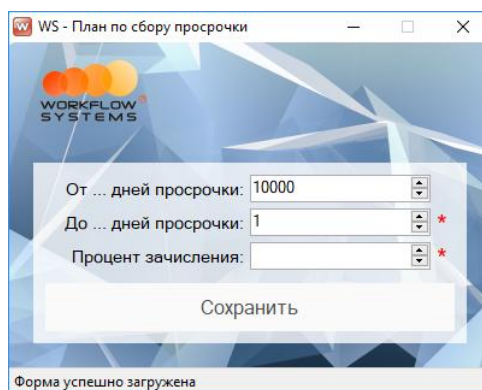 WS - План по сбору просрочки
WORKFLOW®
SYSTEMS
От ... дней просрочки: 10000
До ... дней просрочки: 1 *
Процент зачисления: *
Сохранить
Форма успешно загружена